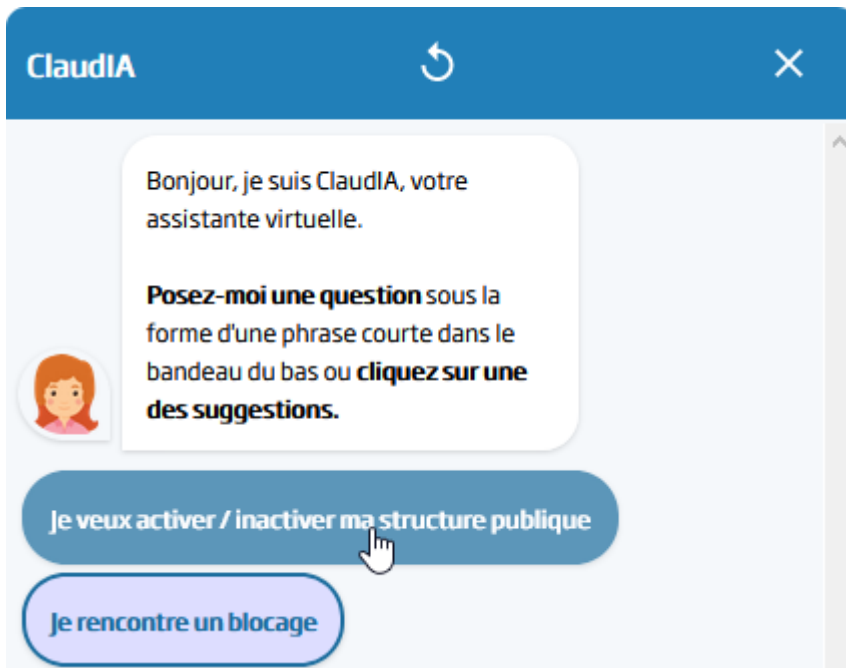 ClaudIA
Bonjour, je suis ClaudIA, votre
assistante virtuelle.
Posez-moi une question sous la
forme d'une phrase courte dans le
bandeau du bas ou cliquez sur une
des suggestions.
Je veux activer / inactiver ma structure publique
Je rencontre un blocage